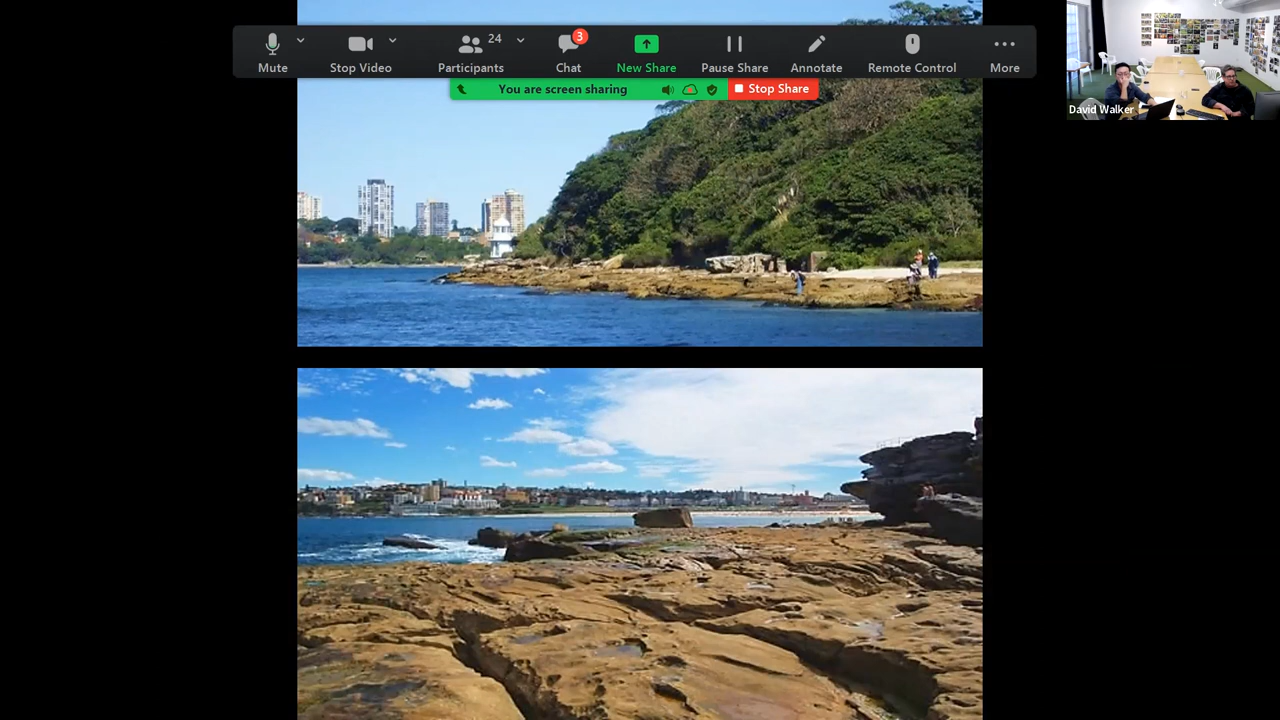 24
3
Mute
Stop Video
Participants
Chat
New Share
Pause Share
Annotate
Remote Control
More
You are screen sharing
Stop Share
David Walker